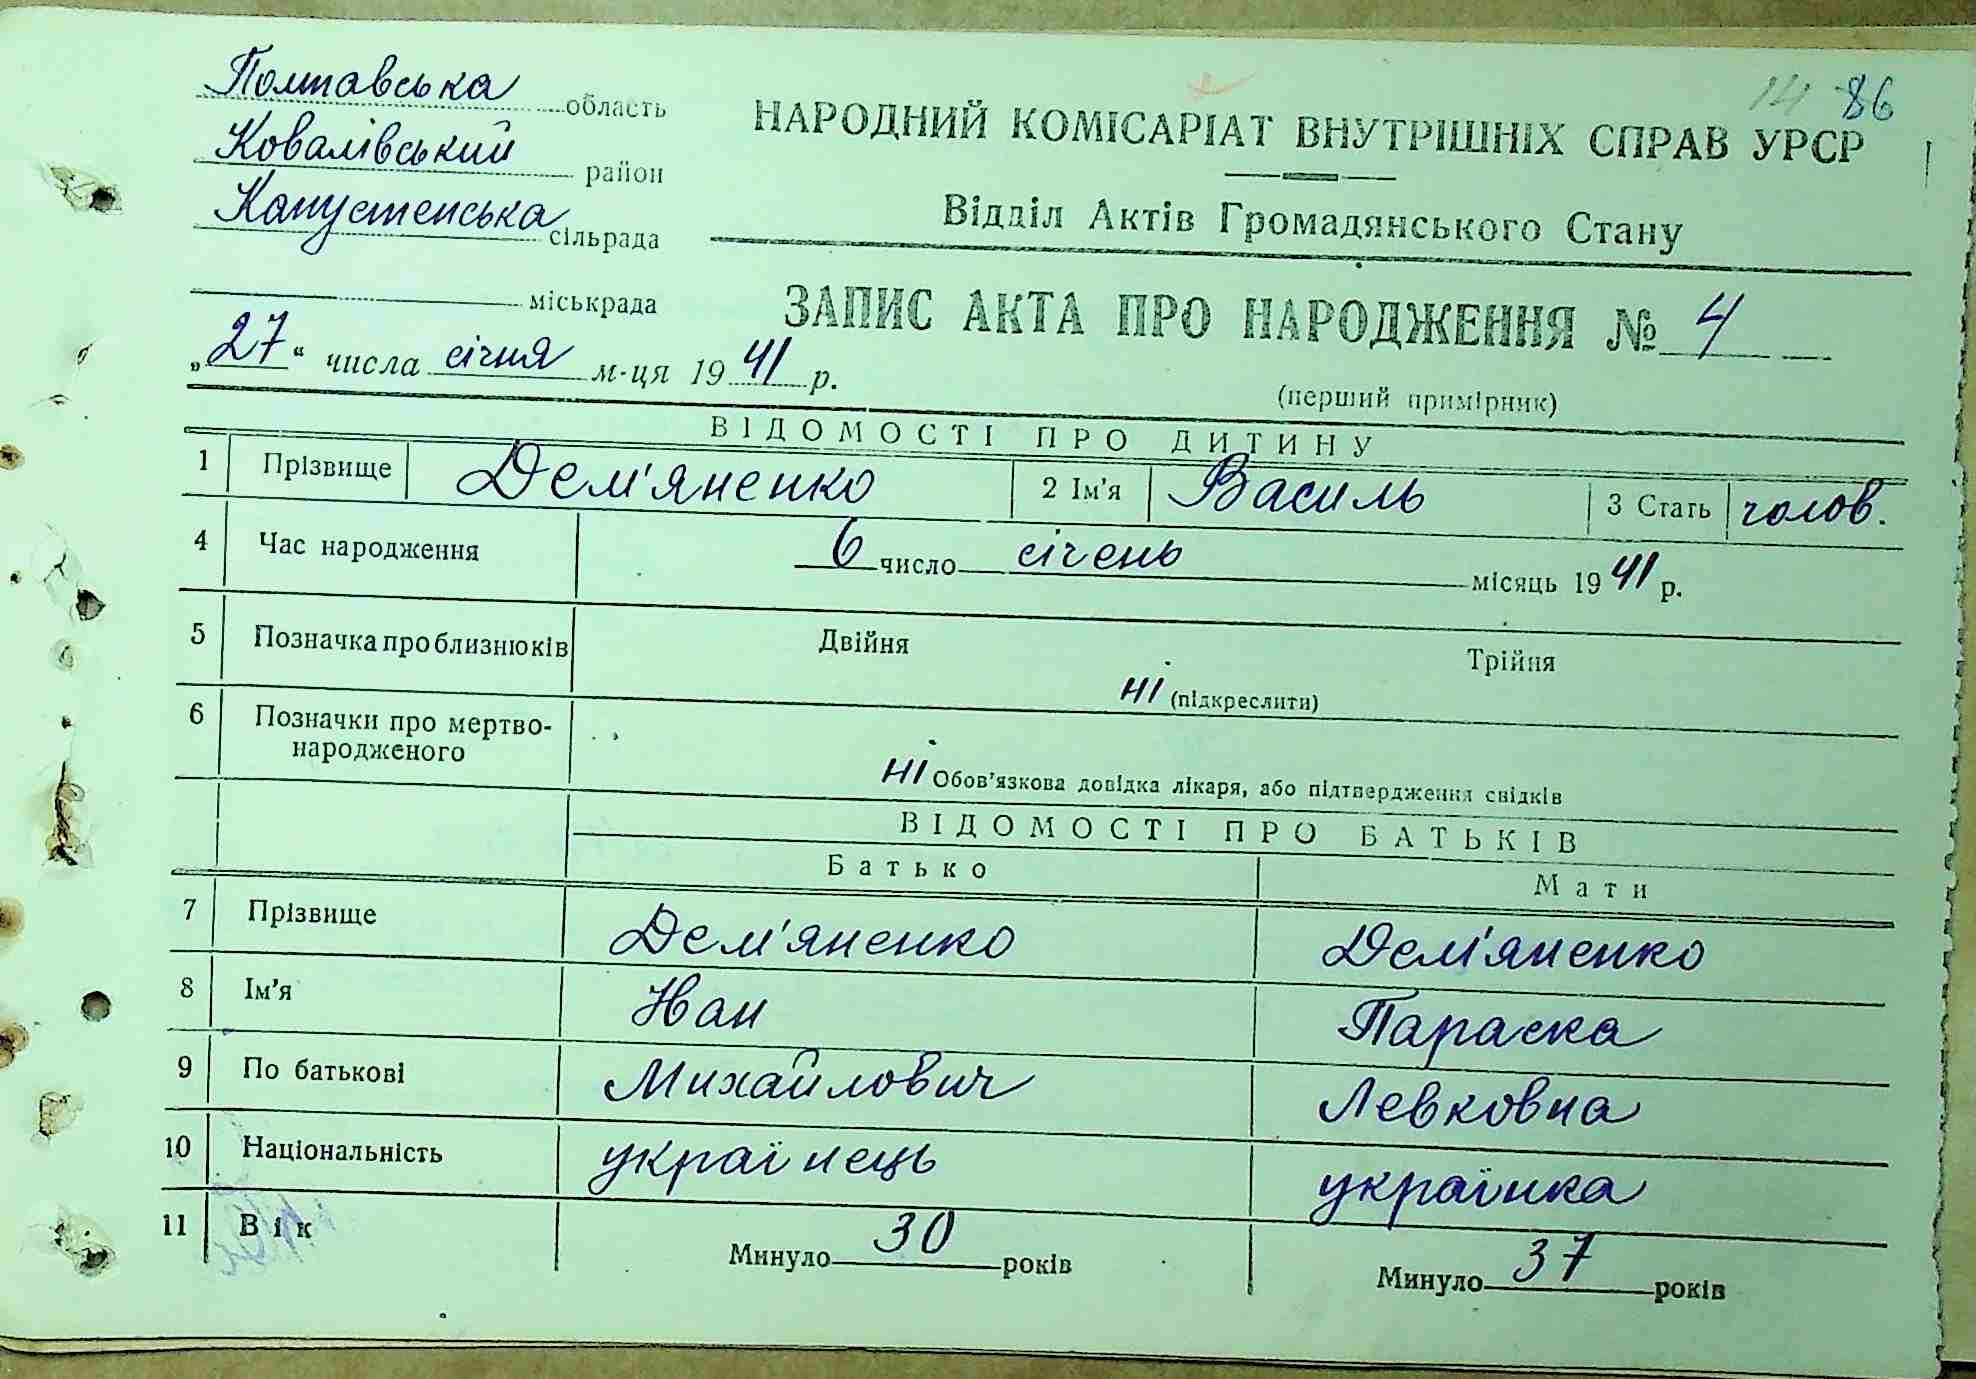 14 86
Полтавська область
Ковалівський район
Капустенська сільрада
міськрада
„27“ числа січня м-ця 1941 р.
НАРОДНИЙ КОМІСАРІАТ ВНУТРІШНІХ СПРАВ УРСР
Відділ Актів Громадянського Стану
ЗАПИС АКТА ПРО НАРОДЖЕННЯ № 4
(перший примірник)
ВІДОМОСТІ ПРО ДИТИНУ
1 Прізвище Дем'яненко 2 Ім'я Василь 3 Стать чолов.
4 Час народження 6 число січень місяць 1941 р.
5 Позначка про близнюків Двійня Трійня
ні (підкреслити)
6 Позначки про мертво-
народженого
ні Обов'язкова довідка лікаря, або підтвердження свідків
ВІДОМОСТІ ПРО БАТЬКІВ
Батько Мати
7 Прізвище Дем'яненко Дем'яненко
8 Ім'я Іван Параска
9 По батькові Михайлович Левковна
10 Національність українець українка
11 Вік Минуло 30 років Минуло 37 років